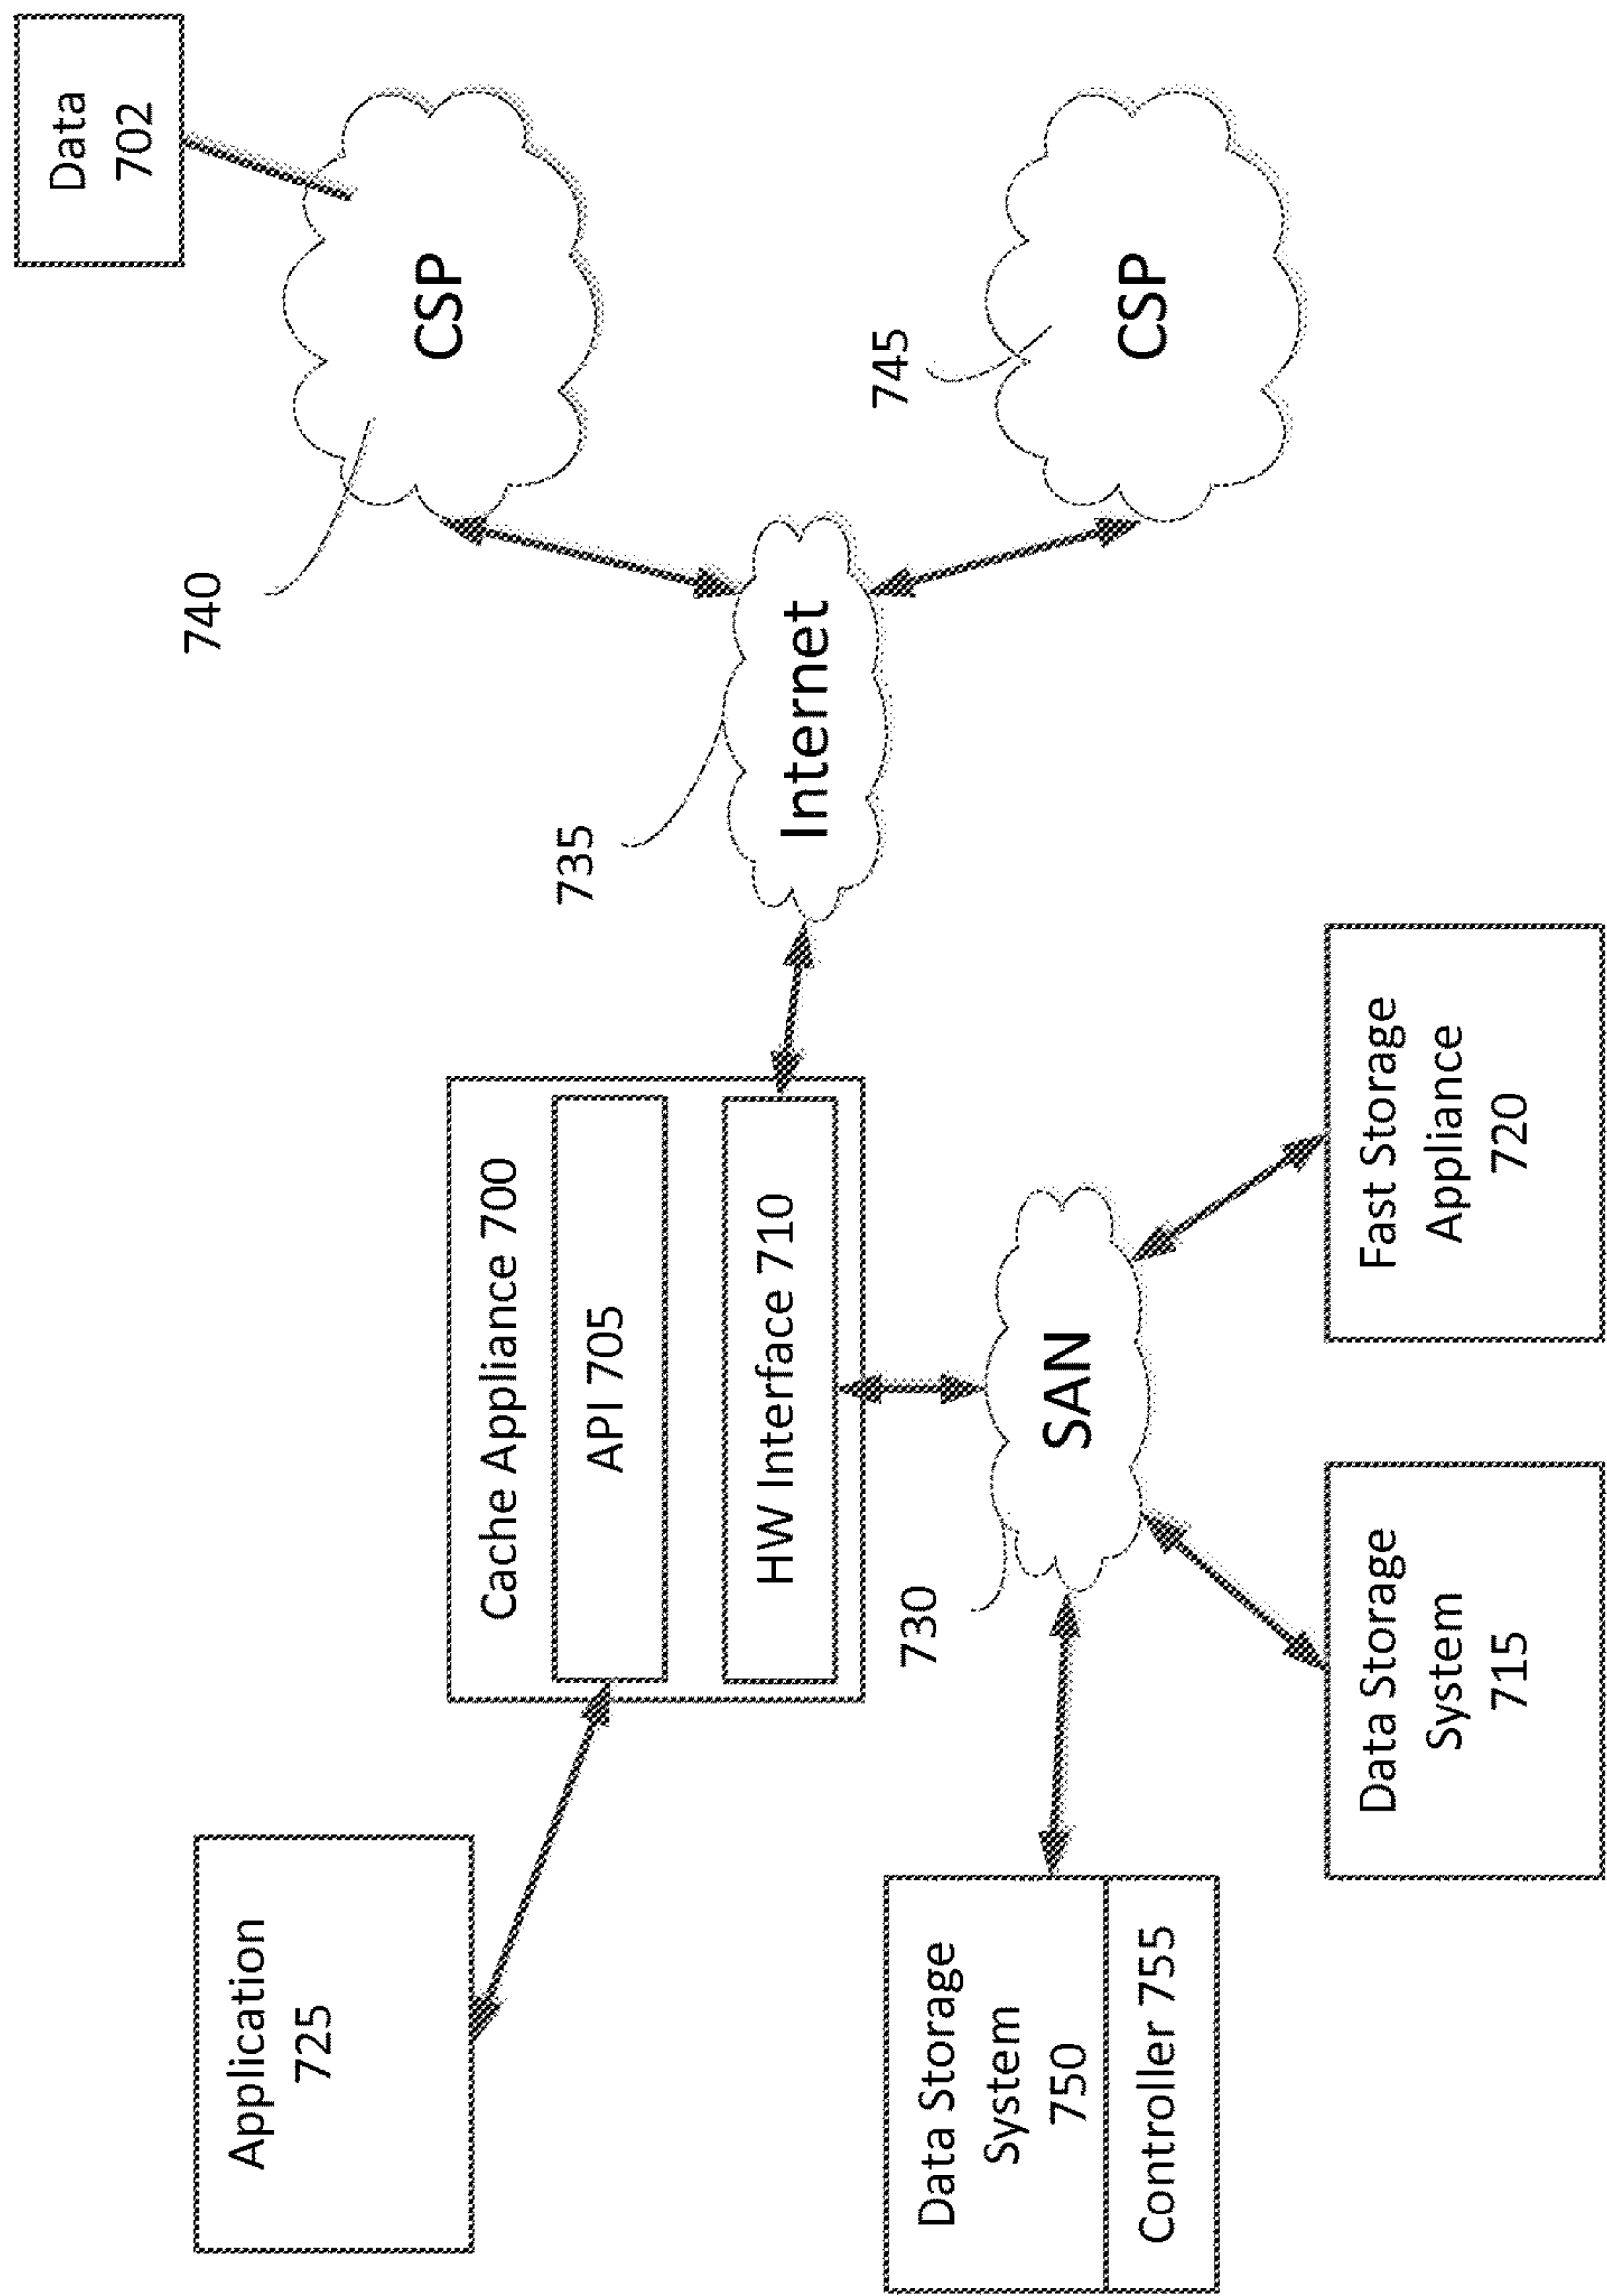 Application
725
Cache Appliance 700
API 705
HW Interface 710
Data
702
740
CSP
735
Internet
745
CSP
730
SAN
Data Storage
System
750
Controller 755
Data Storage
System
715
Fast Storage
Appliance
720